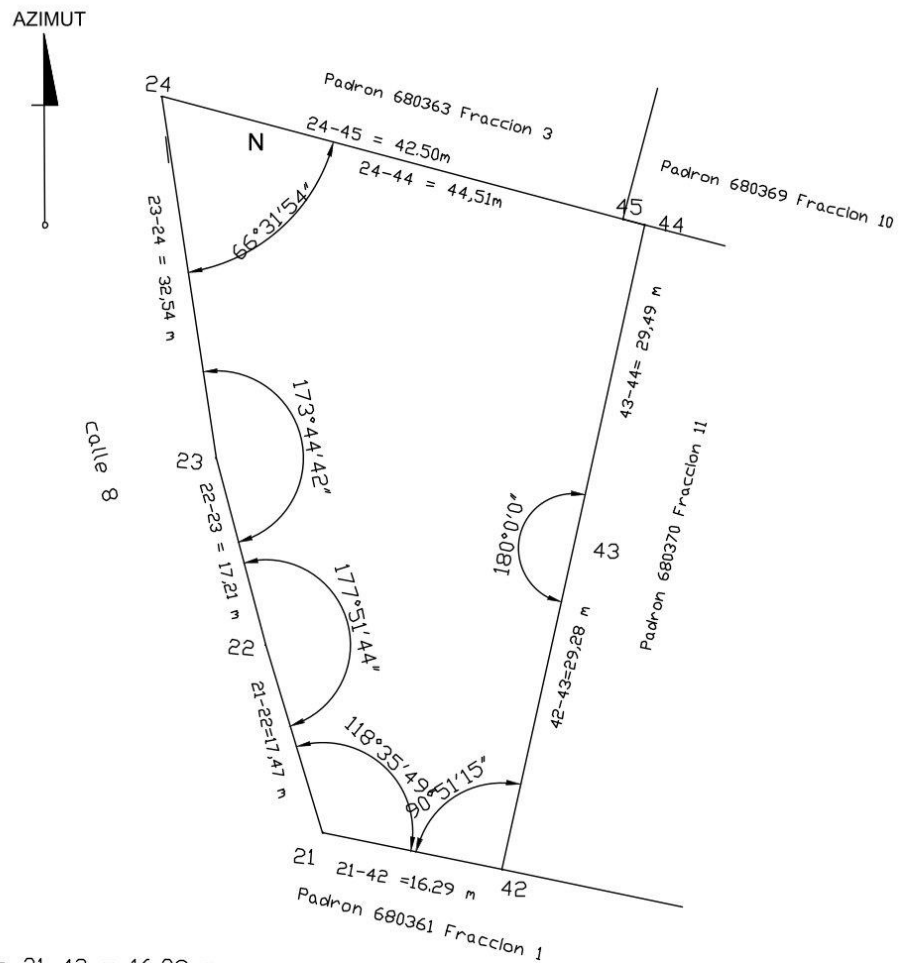 AZIMUT
24
Padron 680363 Fraccion 3
24-45 = 42.50m
24-44 = 44,51m
N
Padron 680369 Fraccion 10
45
44
66°31'54"
23-24 = 32,54 m
43-44= 29,49 m
173°44'42"
Calle 8
23
22-23 = 17,21 m
180°0'0"
43
Padron 680370 Fraccion 11
177°51'44"
22
42-43=29,28 m
21-22=17,47 m
118°35'49"
90°51'15"
21
21-42 =16.29 m
42
Padron 680361 Fraccion 1